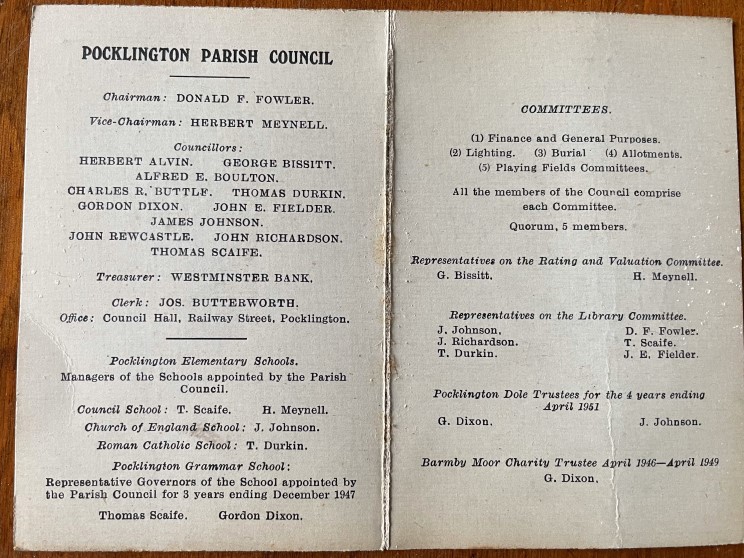 POCKLINGTON PARISH COUNCIL
Chairman: DONALD F. FOWLER.
Vice-Chairman: HERBERT MEYNELL.
Councillors:
HERBERT ALVIN. GEORGE BISSITT.
ALFRED E. BOULTON.
CHARLES R. BUTTLE. THOMAS DURKIN.
GORDON DIXON. JOHN E. FIELDER.
JAMES JOHNSON.
JOHN REWCASTLE. JOHN RICHARDSON.
THOMAS SCAIFE.
Treasurer: WESTMINSTER BANK.
Clerk: JOS. BUTTERWORTH.
Office: Council Hall, Railway Street, Pocklington.
Pocklington Elementary Schools.
Managers of the Schools appointed by the Parish
Council.
Council School: T. Scaife. H. Meynell.
Church of England School: J. Johnson.
Roman Catholic School: T. Durkin.
Pocklington Grammar School:
Representative Governors of the School appointed by
the Parish Council for 3 years ending December 1947
Thomas Scaife. Gordon Dixon.
COMMITTEES.
(1) Finance and General Purposes.
(2) Lighting. (3) Burial (4) Allotments.
(5) Playing Fields Committees.
All the members of the Council comprise
each Committee.
Quorum, 5 members.
Representatives on the Rating and Valuation Committee.
G. Bissitt. H. Meynell.
Representatives on the Library Committee.
J. Johnson. D. F. Fowler.
J. Richardson. T. Scaife.
T. Durkin. J. E. Fielder.
Pocklington Dole Trustees for the 4 years ending
April 1951
G. Dixon. J. Johnson.
Barmby Moor Charity Trustee April 1946—April 1949
G. Dixon.